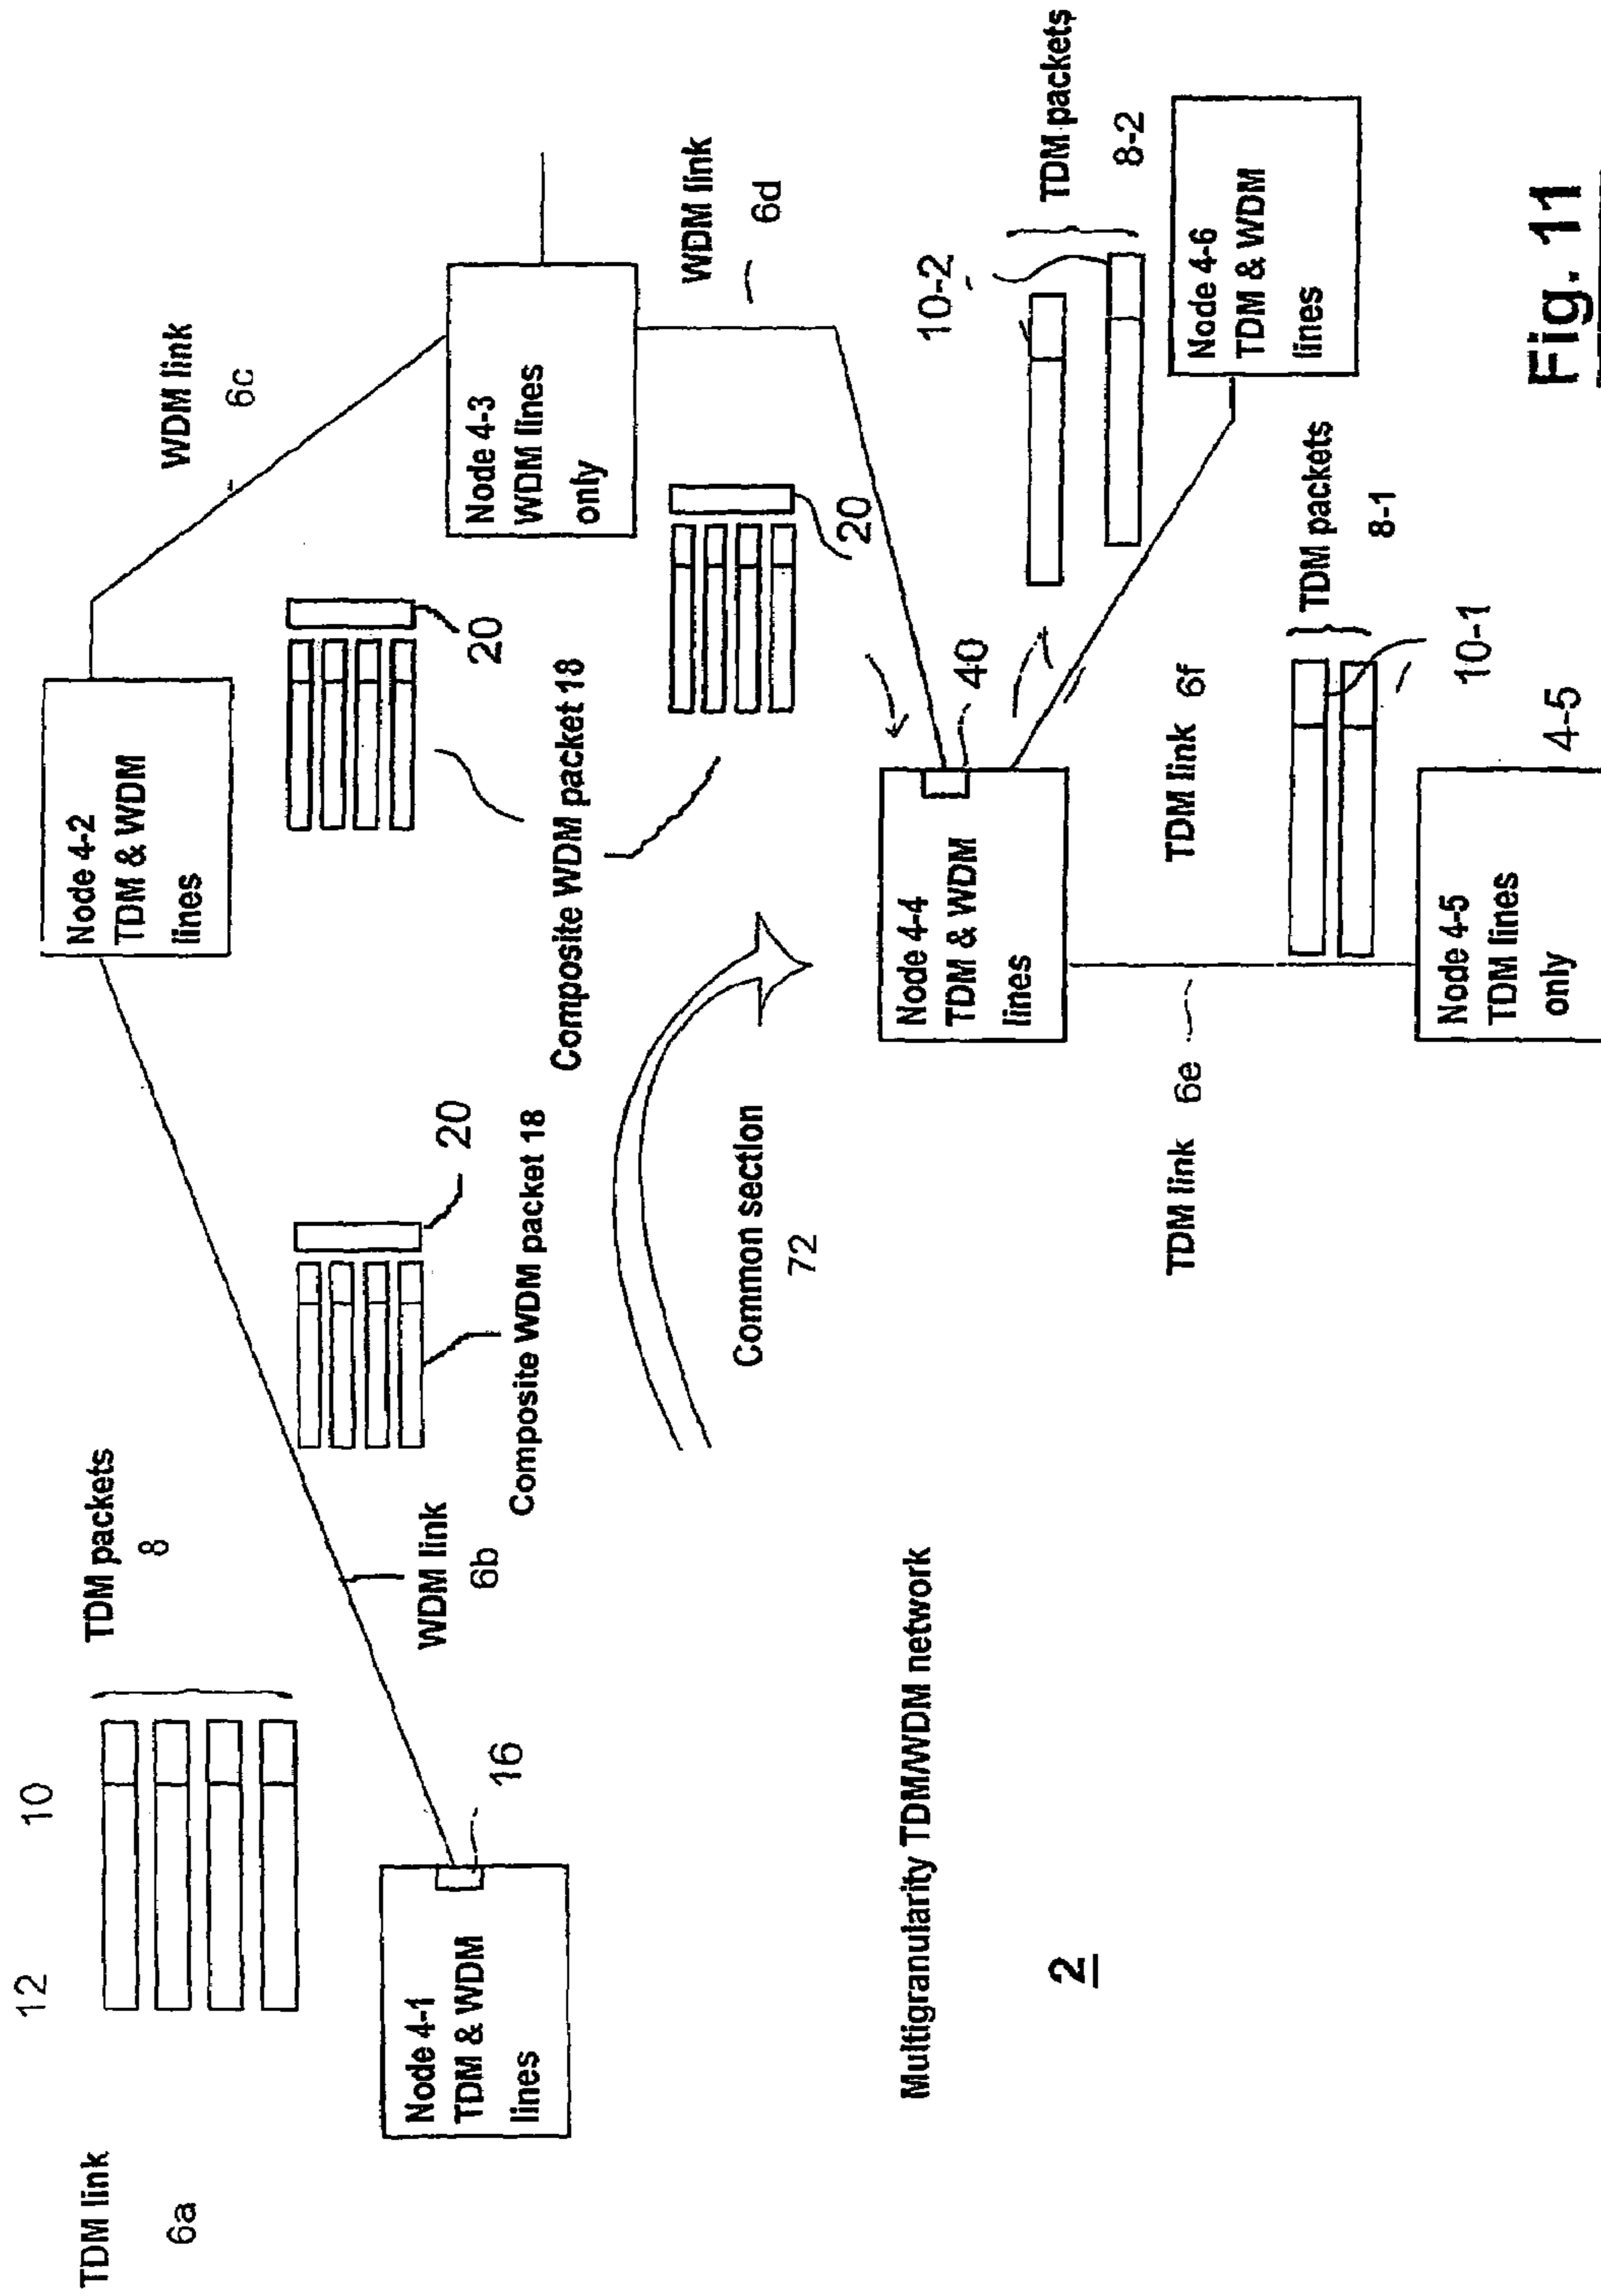 TDM link
6a
12
10
TDM packets
8
Node 4-1
TDM & WDM
lines
16
WDM link
6b
20
Composite WDM packet 18
Node 4-2
TDM & WDM
lines
WDM link
6c
20
Composite WDM packet 18
Node 4-3
WDM lines
only
WDM link
6d
20
Common section
72
Multigranularity TDM/WDM network
2
Node 4-4
TDM & WDM
lines
40
10-2
TDM packets
8-2
Node 4-6
TDM & WDM
lines
TDM link 6e
TDM link 6f
TDM packets
8-1
10-1
Node 4-5
TDM lines
only
4-5
Fig. 11